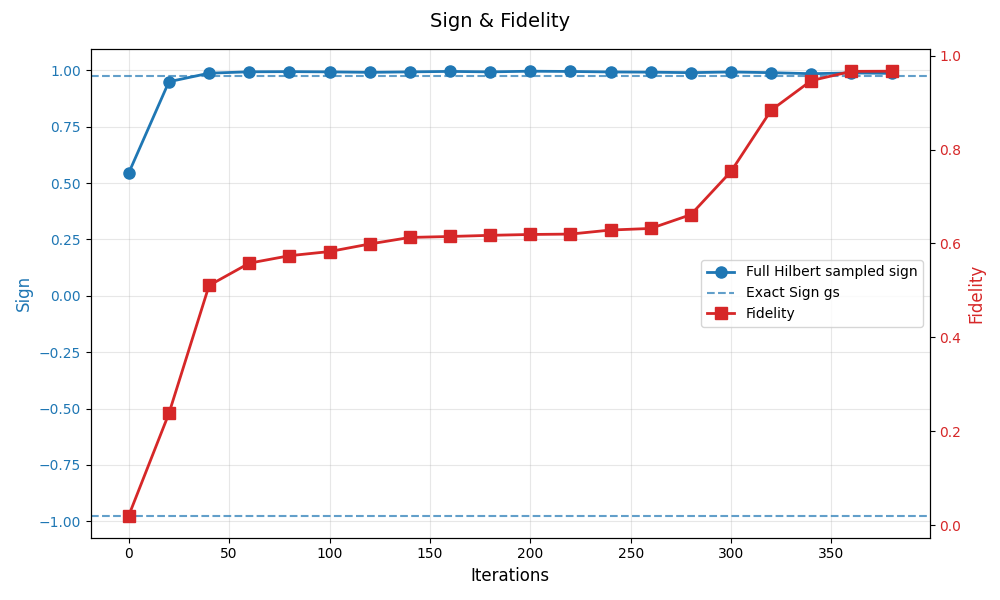 Sign & Fidelity
Sign
1.00
0.75
0.50
0.25
0.00
−0.25
−0.50
−0.75
−1.00
Full Hilbert sampled sign
Exact Sign gs
Fidelity
1.0
0.8
0.6
0.4
0.2
0.0
Fidelity
0 50 100 150 200 250 300 350
Iterations